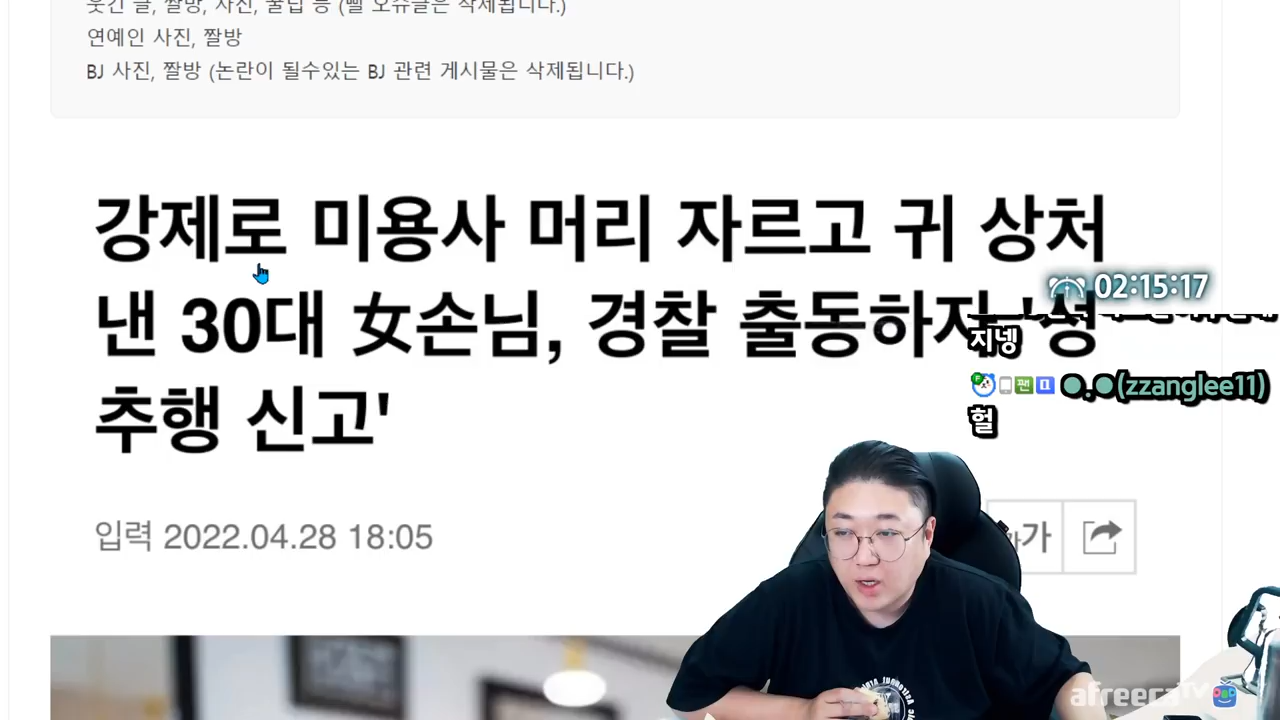 웃긴 글, 짤방, 사진, 꿀팁 등 (뻘 오유글은 삭제됩니다.)
연예인 사진, 짤방
BJ 사진, 짤방 (논란이 될수있는 BJ 관련 게시물은 삭제됩니다.)
강제로 미용사 머리 자르고 귀 상처
낸 30대 女손님, 경찰 출동하자 '성
추행 신고'
02:15:17
지넹
F 팬 ●.●(zzanglee11)
헐
입력 2022.04.28 18:05
가
afreecaTV